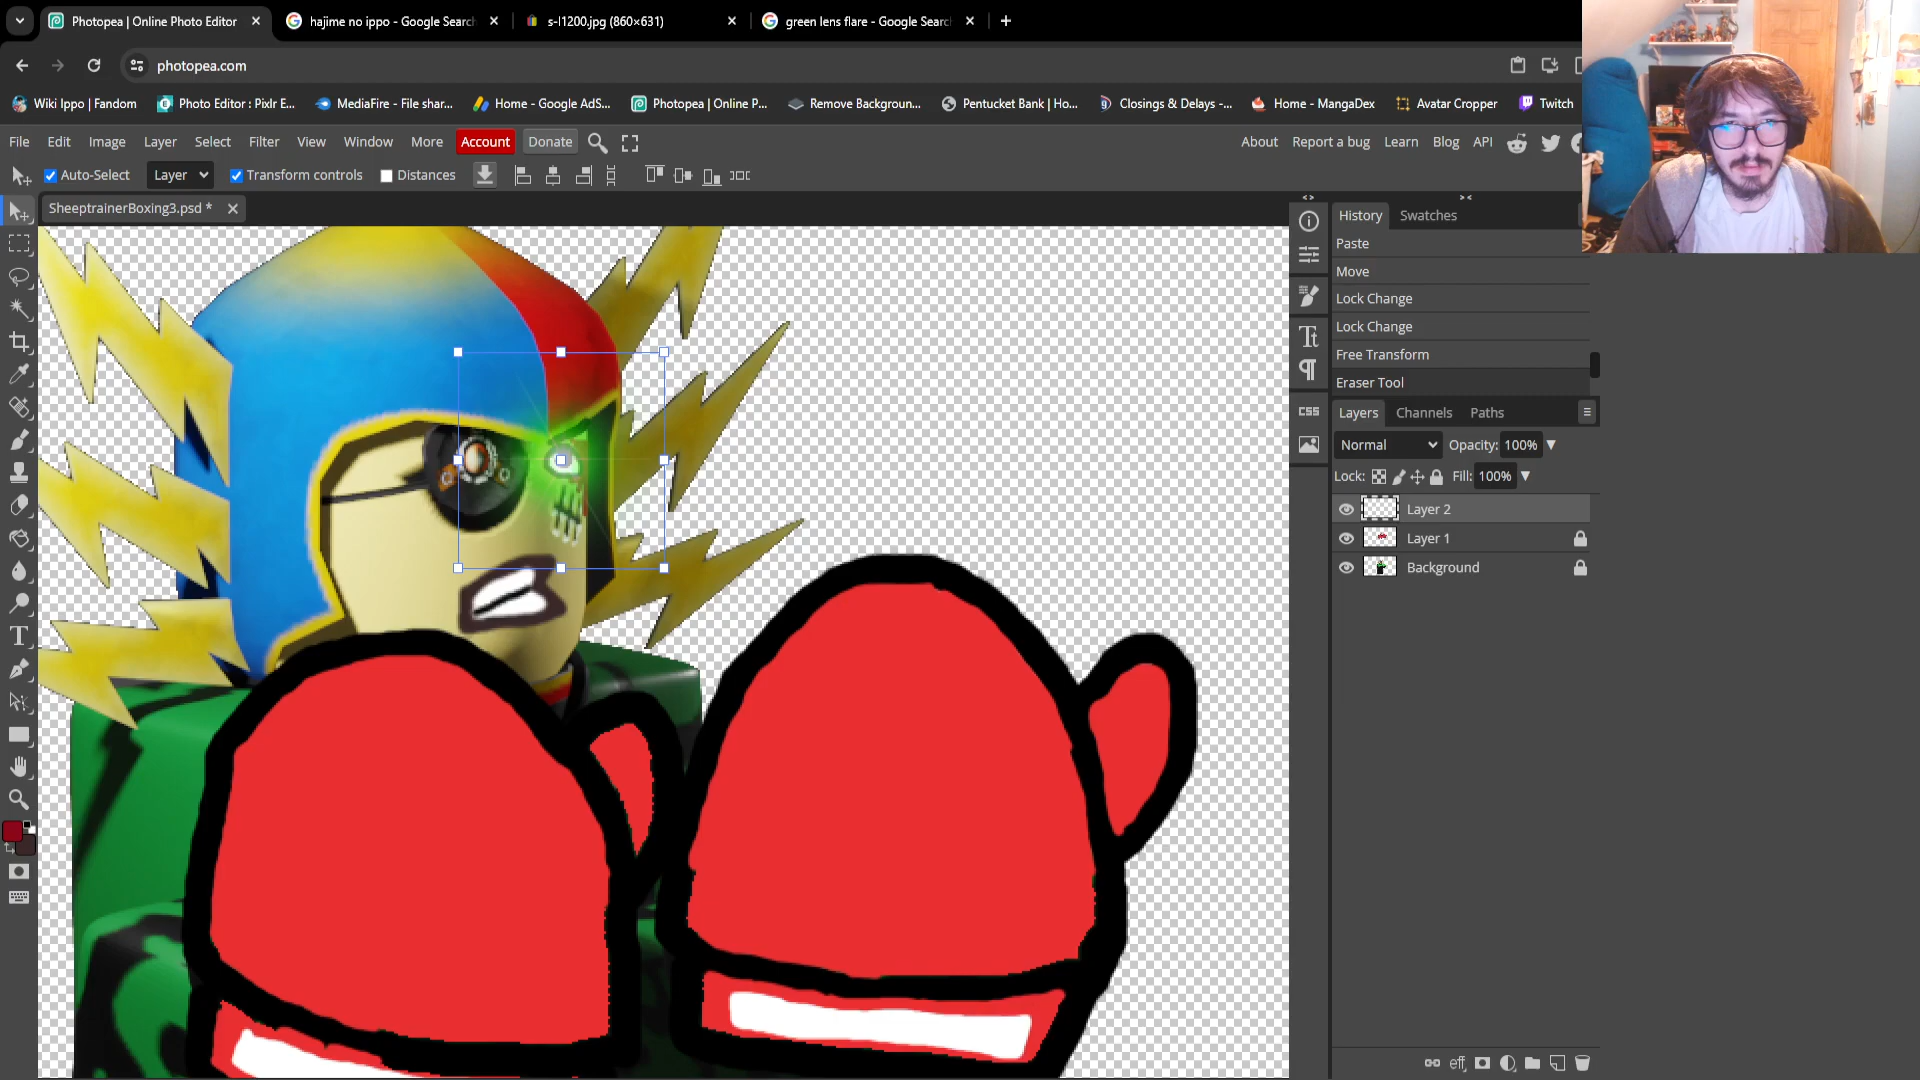 Photopea | Online Photo Editor
hajime no ippo - Google Search
s-l1200.jpg (860×631)
green lens flare - Google Search
photopea.com
Wiki Ippo | Fandom
Photo Editor : Pixlr E...
MediaFire - File shar...
Home - Google AdS...
Photopea | Online P...
Remove Backgroun...
Pentucket Bank | Ho...
Closings & Delays -...
Home - MangaDex
Avatar Cropper
Twitch
File Edit Image Layer Select Filter View Window More Account Donate
About Report a bug Learn Blog API
Auto-Select Layer Transform controls Distances
SheeptrainerBoxing3.psd *
History Swatches
Paste
Move
Lock Change
Lock Change
Free Transform
Eraser Tool
CSS
Layers Channels Paths
Normal Opacity: 100%
Lock: Fill: 100%
Layer 2
Layer 1
Background
eff